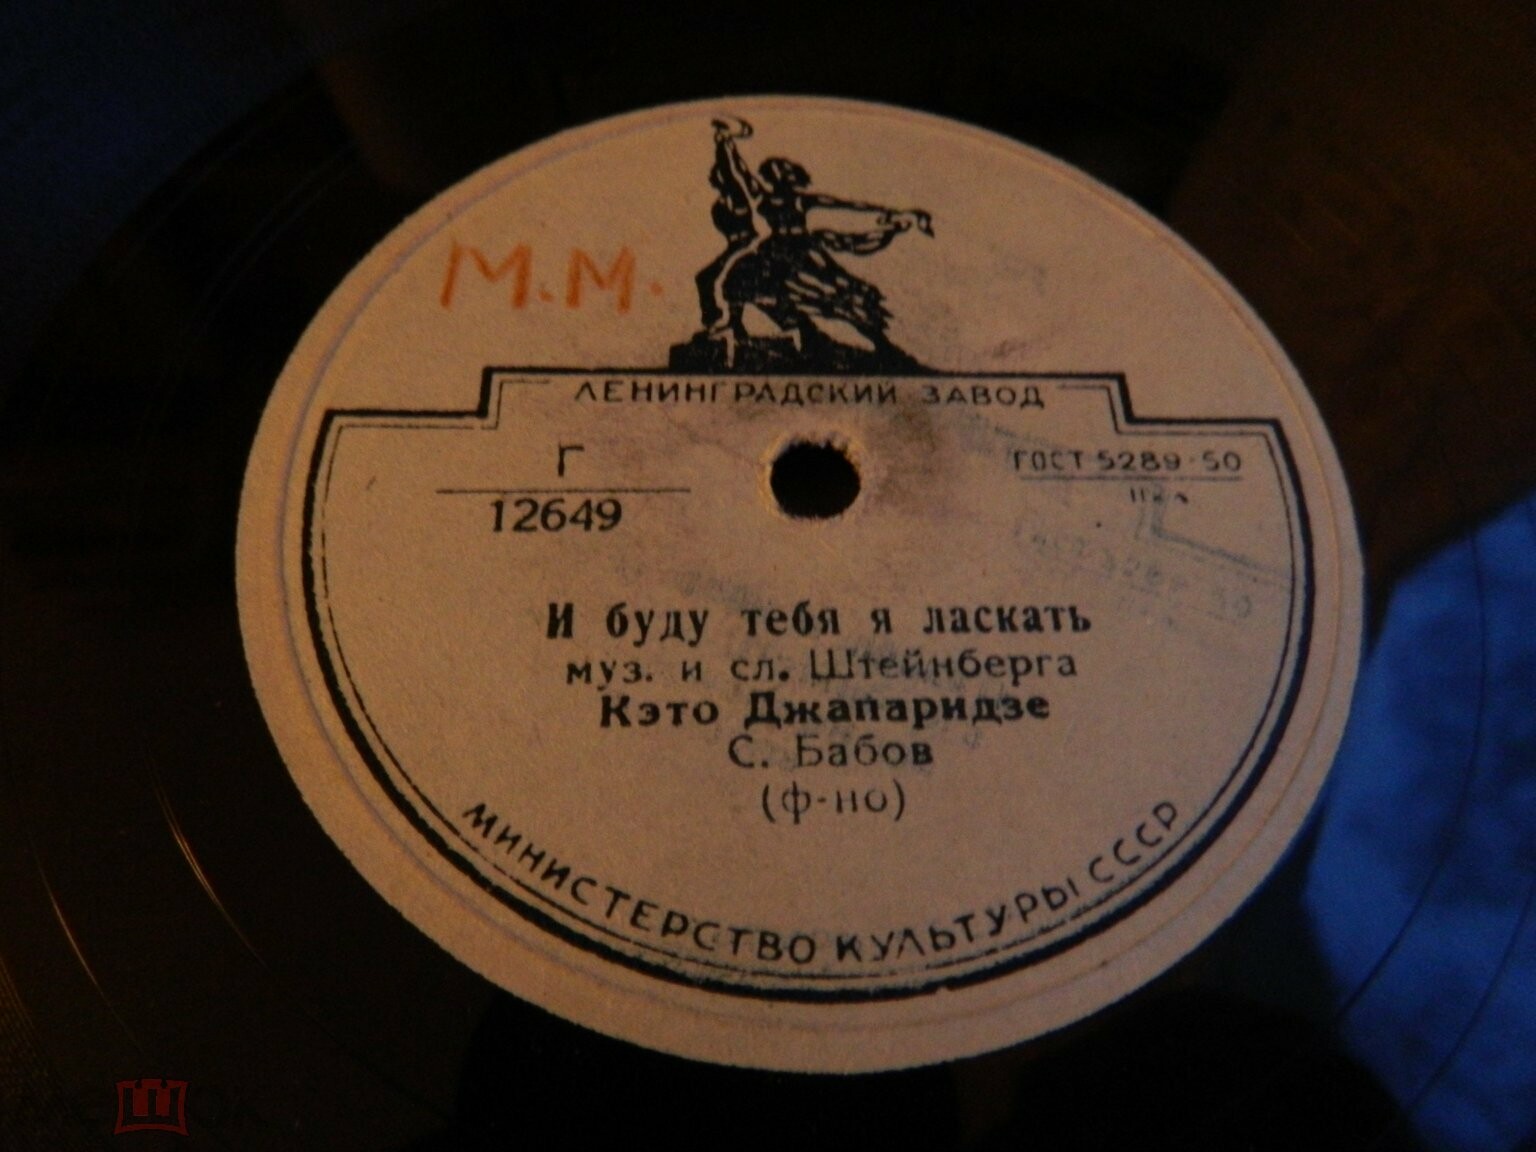 М.М.
ЛЕНИНГРАДСКИЙ ЗАВОД
Г
12649
ГОСТ 5289-50
И буду тебя я ласкать
муз. и сл. Штейнберга
Кэто Джапаридзе
С. Бабов
(ф-но)
МИНИСТЕРСТВО КУЛЬТУРЫ СССР
мешок